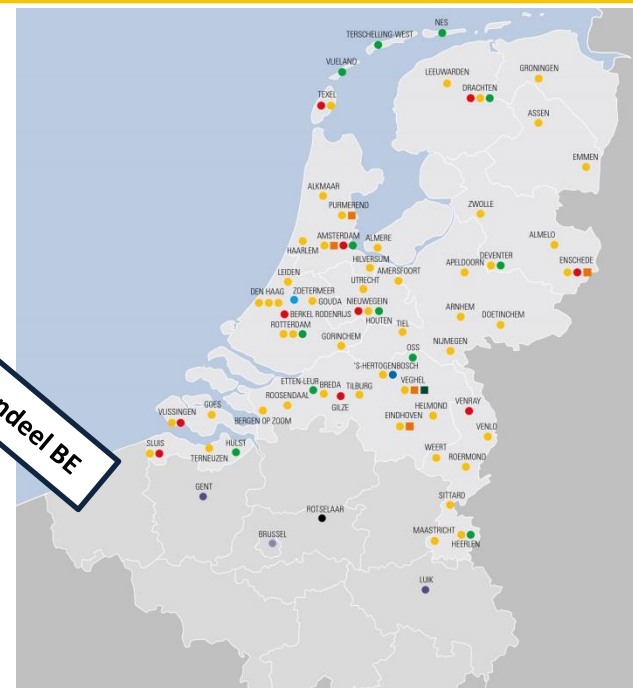 NES
TERSCHELLING-WEST
VLIELAND
LEEUWARDEN
GRONINGEN
DRACHTEN
TEXEL
ASSEN
EMMEN
ALKMAAR
PURMEREND
ZWOLLE
AMSTERDAM
ALMERE
HAARLEM
ALMELO
HILVERSUM
DEVENTER
ENSCHEDE
AMERSFOORT
APELDOORN
LEIDEN
UTRECHT
DEN HAAG
ZOETERMEER
GOUDA
NIEUWEGEIN
BERKEL RODENRIJS
HOUTEN
ARNHEM
DOETINCHEM
ROTTERDAM
TIEL
GORINCHEM
NIJMEGEN
OSS
'S-HERTOGENBOSCH
ETTEN-LEUR
BREDA
TILBURG
VEGHEL
ROOSENDAAL
GILZE
VENRAY
GOES
HELMOND
VLISSINGEN
BERGEN OP ZOOM
EINDHOVEN
VENLO
SLUIS
HULST
TERNEUZEN
WEERT
ROERMOND
GENT
SITTARD
ROTSELAAR
BRUSSEL
MAASTRICHT
HEERLEN
LUIK
BE